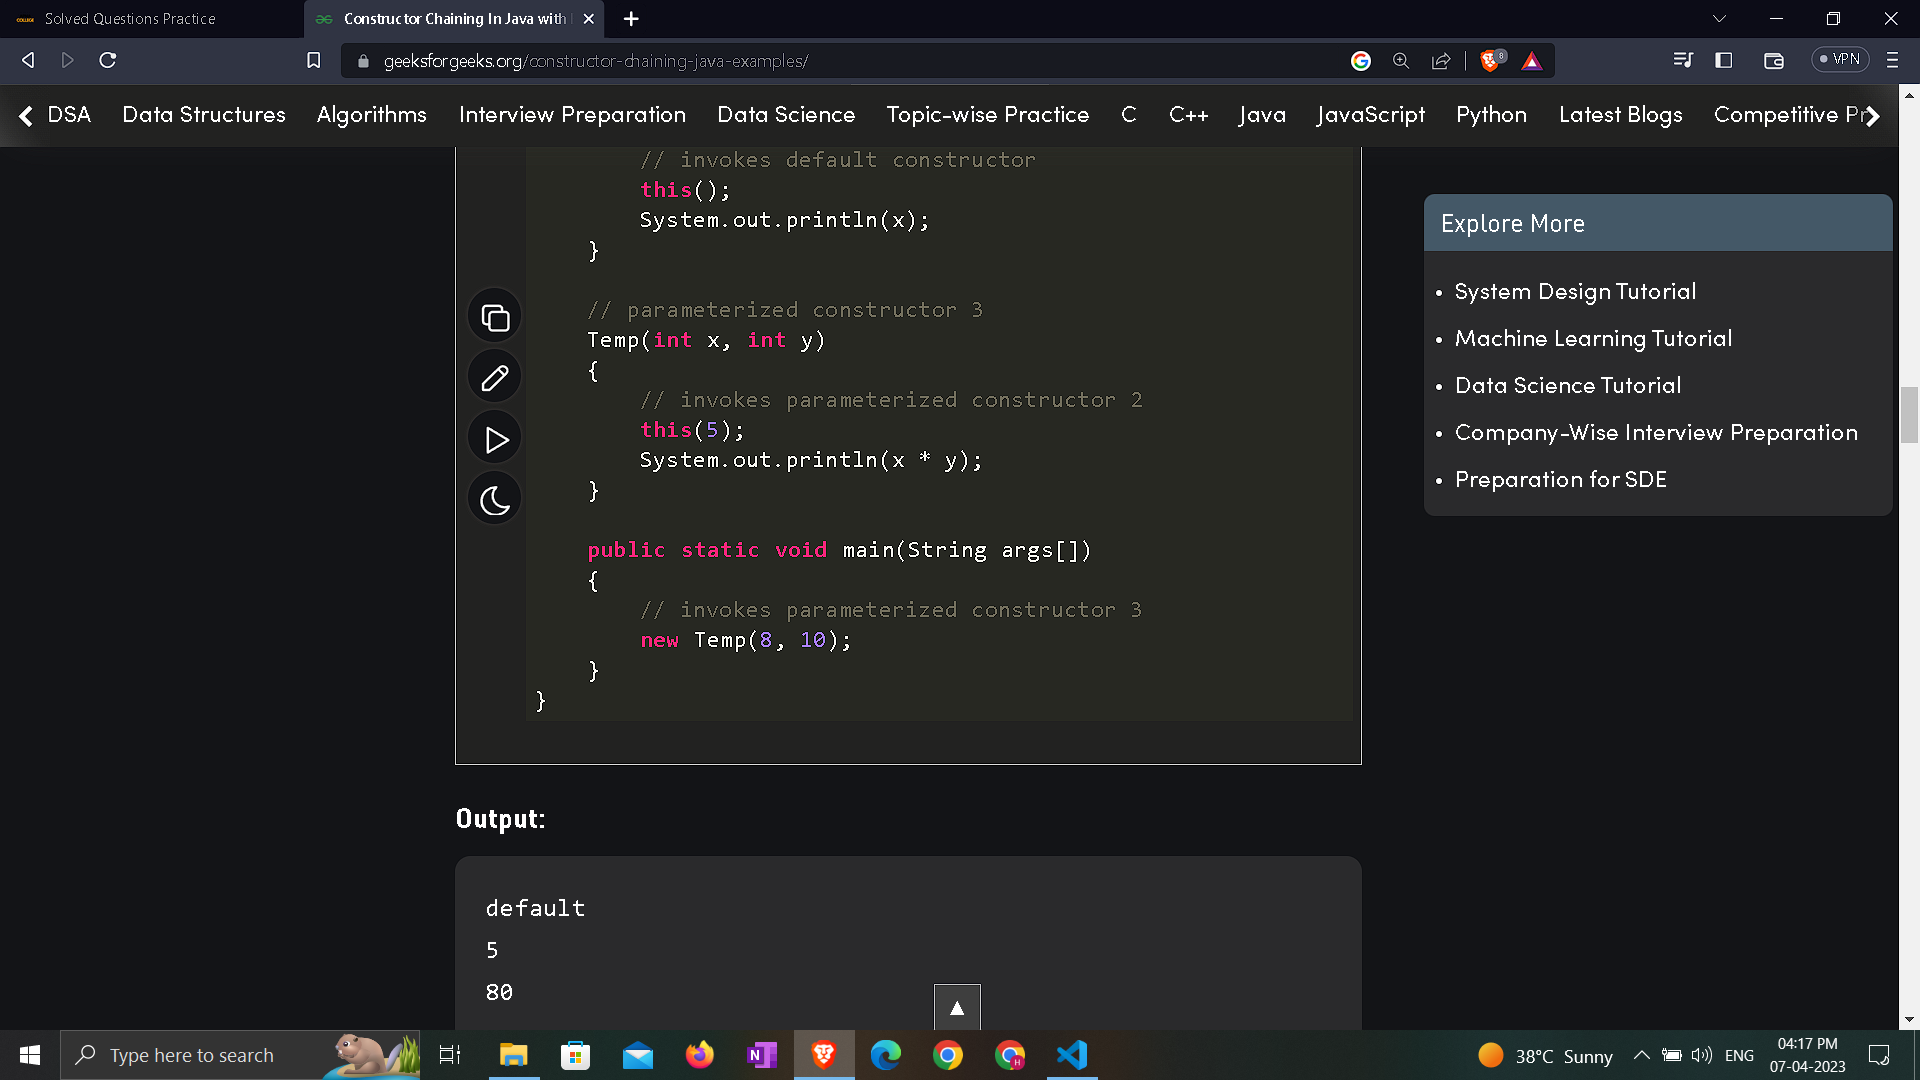 COLLEGE Solved Questions Practice
Constructor Chaining In Java with
geeksforgeeks.org/constructor-chaining-java-examples/
8
VPN
DSA Data Structures Algorithms Interview Preparation Data Science Topic-wise Practice C C++ Java JavaScript Python Latest Blogs Competitive Pr
// invokes default constructor
this();
System.out.println(x);
}
// parameterized constructor 3
Temp(int x, int y)
{
// invokes parameterized constructor 2
this(5);
System.out.println(x * y);
}
public static void main(String args[])
{
// invokes parameterized constructor 3
new Temp(8, 10);
}
}
Explore More
• System Design Tutorial
• Machine Learning Tutorial
• Data Science Tutorial
• Company-Wise Interview Preparation
• Preparation for SDE
Output:
default
5
80
Type here to search
N
H
38°C Sunny
ENG
04:17 PM
07-04-2023